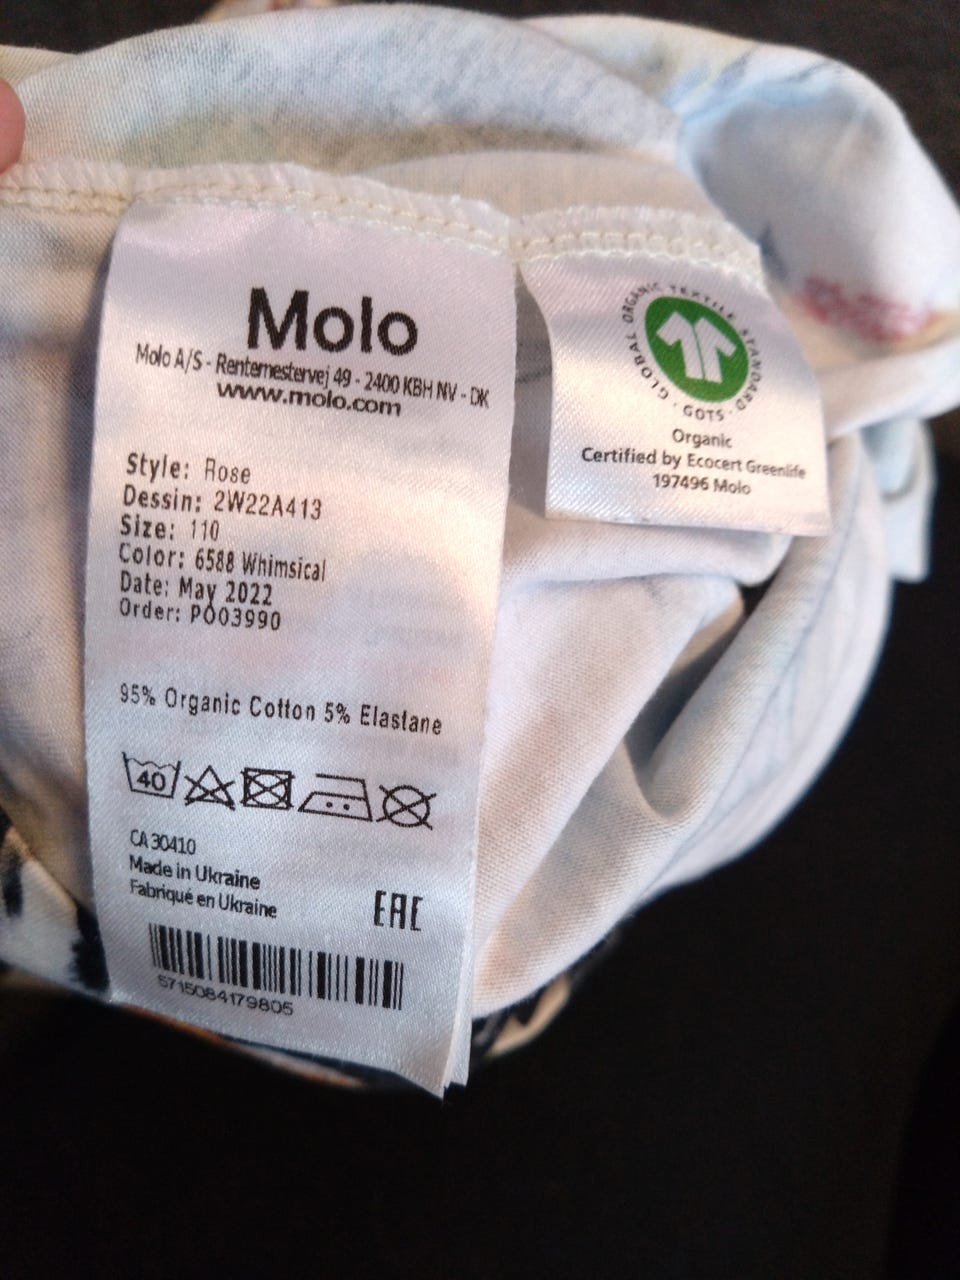 Molo
Molo A/S - Rentemestervej 49 - 2400 KBH NV - DK
www.molo.com
Style: Rose
Dessin: 2W22A413
Size: 110
Color: 6588 Whimsical
Date: May 2022
Order: PO03990
95% Organic Cotton 5% Elastane
40
CA 30410
Made in Ukraine
Fabriqué en Ukraine
EAC
5715084179805
GLOBAL ORGANIC TEXTILE STANDARD
· GOTS ·
Organic
Certified by Ecocert Greenlife
197496 Molo